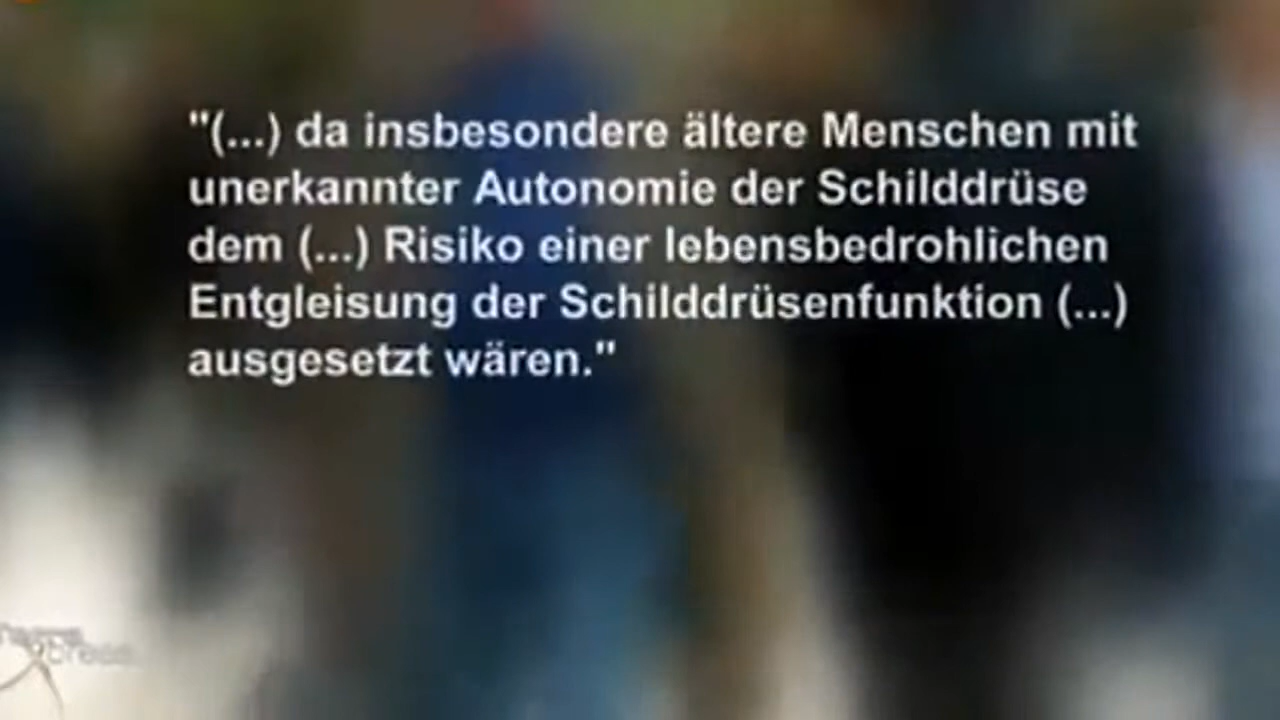 "(...) da insbesondere ältere Menschen mit
unerkannter Autonomie der Schilddrüse
dem (...) Risiko einer lebensbedrohlichen
Entgleisung der Schilddrüsenfunktion (...)
ausgesetzt wären."